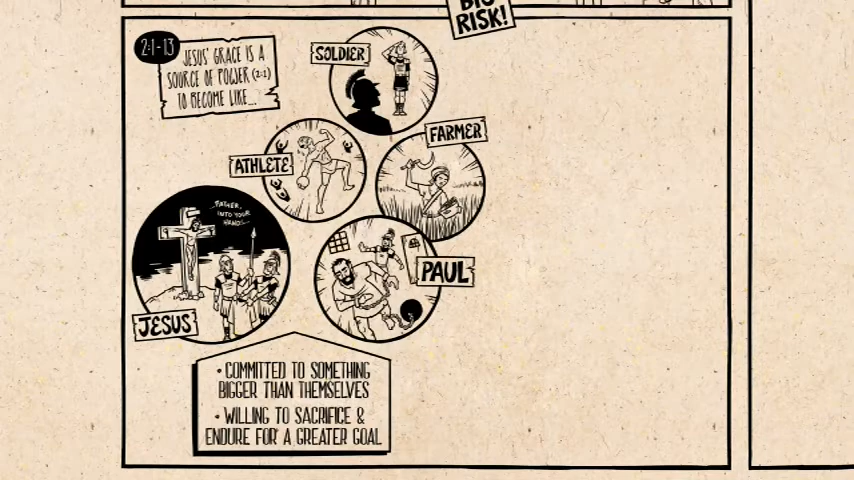 BIG
RISK!
2:1-13
JESUS' GRACE IS A
SOURCE OF POWER (2:1)
TO BECOME LIKE...
SOLDIER
FARMER
ATHLETE
...FATHER,
INTO YOUR
HAND...
PAUL
JESUS
• COMMITTED TO SOMETHING
BIGGER THAN THEMSELVES
• WILLING TO SACRIFICE &
ENDURE FOR A GREATER GOAL